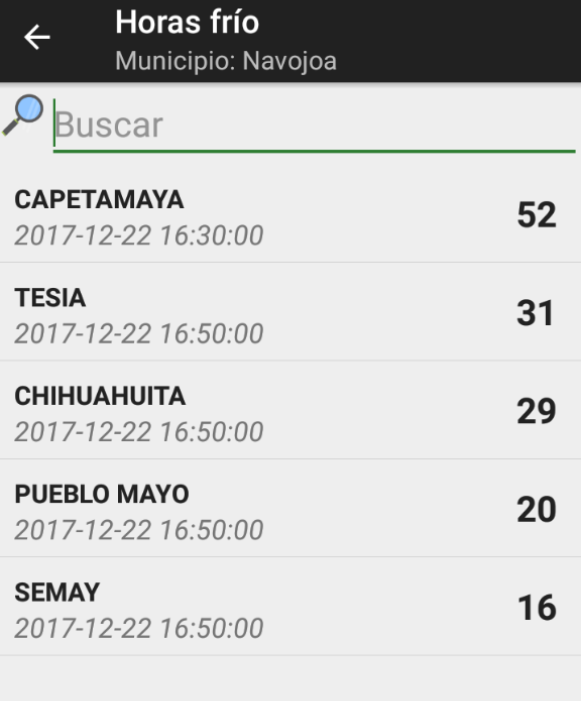 Horas frío
Municipio: Navojoa
Buscar
CAPETAMAYA
2017-12-22 16:30:00
52
TESIA
2017-12-22 16:50:00
31
CHIHUAHUITA
2017-12-22 16:50:00
29
PUEBLO MAYO
2017-12-22 16:50:00
20
SEMAY
2017-12-22 16:50:00
16